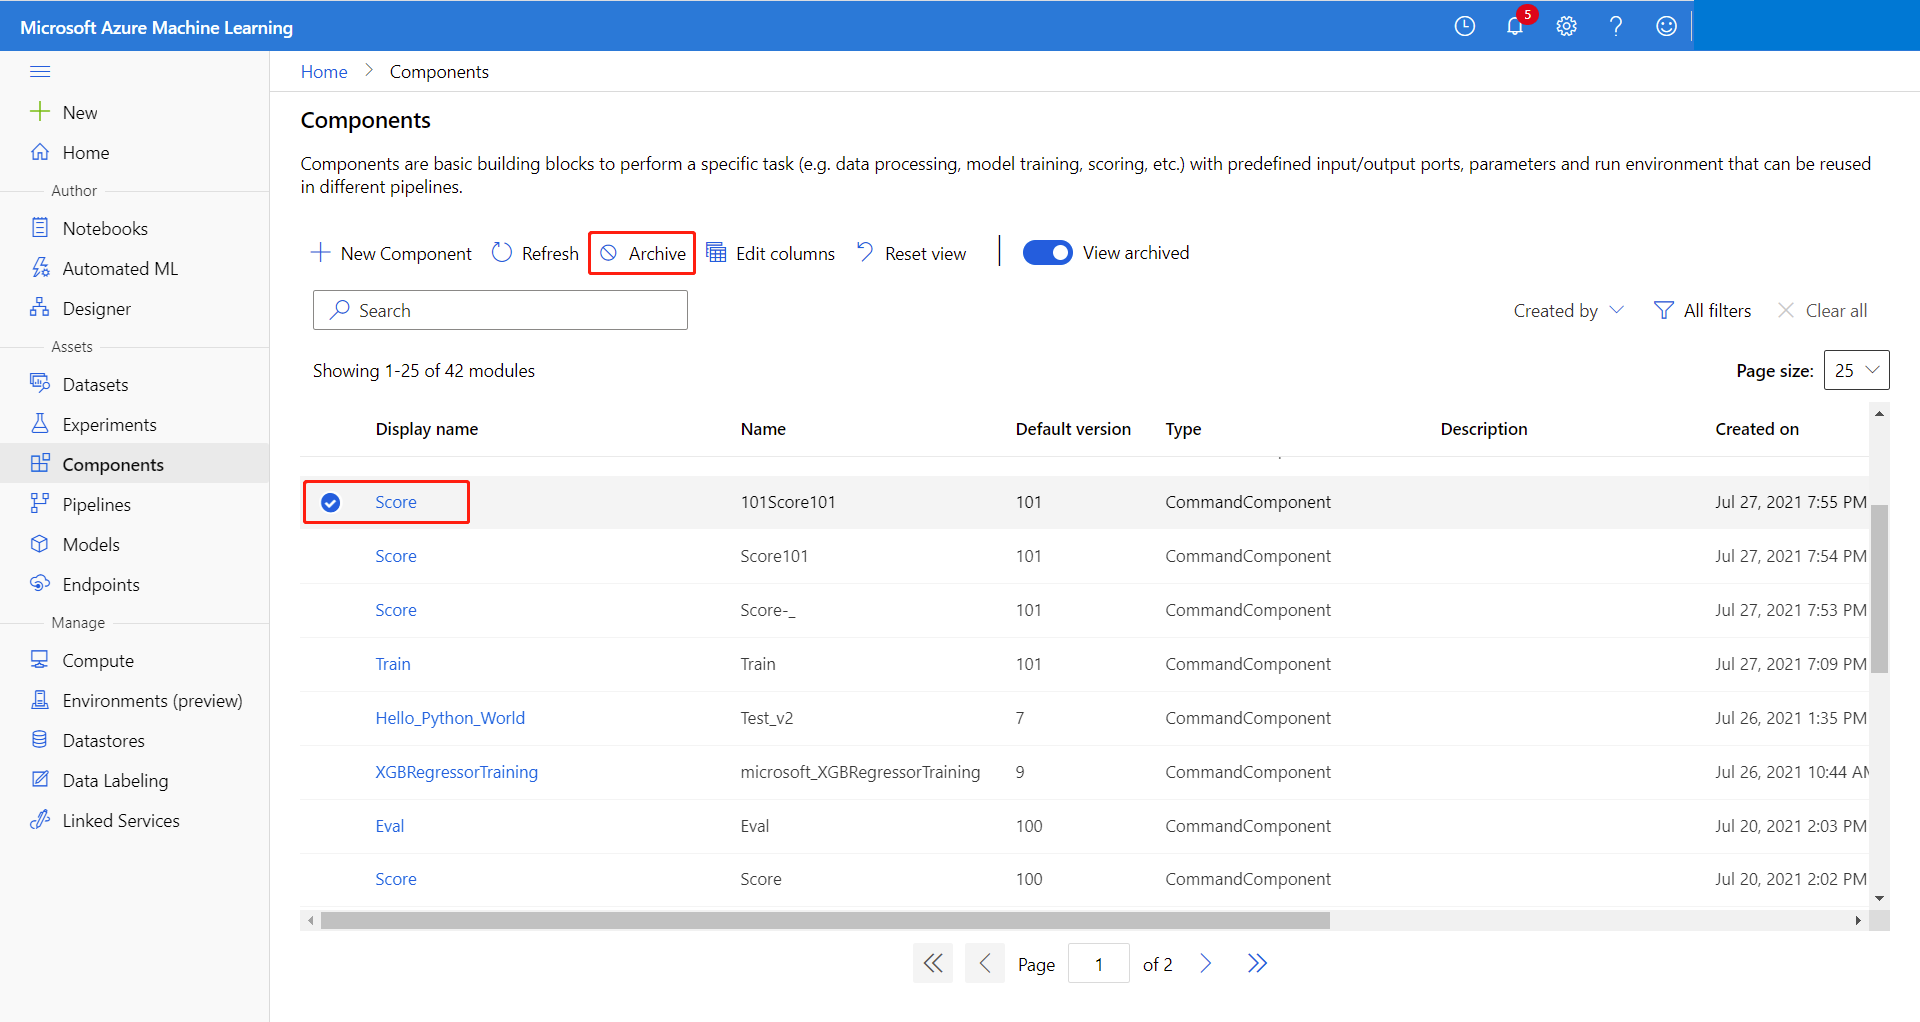 Microsoft Azure Machine Learning
5
New
Home
Author
Notebooks
Automated ML
Designer
Assets
Datasets
Experiments
Components
Pipelines
Models
Endpoints
Manage
Compute
Environments (preview)
Datastores
Data Labeling
Linked Services
Home > Components
Components
Components are basic building blocks to perform a specific task (e.g. data processing, model training, scoring, etc.) with predefined input/output ports, parameters and run environment that can be reused
in different pipelines.
New Component Refresh Archive Edit columns Reset view View archived
Search Created by All filters Clear all
Showing 1-25 of 42 modules Page size: 25
Display name Name Default version Type Description Created on
Score 101Score101 101 CommandComponent Jul 27, 2021 7:55 PM
Score Score101 101 CommandComponent Jul 27, 2021 7:54 PM
Score Score-_ 101 CommandComponent Jul 27, 2021 7:53 PM
Train Train 101 CommandComponent Jul 27, 2021 7:09 PM
Hello_Python_World Test_v2 7 CommandComponent Jul 26, 2021 1:35 PM
XGBRegressorTraining microsoft_XGBRegressorTraining 9 CommandComponent Jul 26, 2021 10:44 AM
Eval Eval 100 CommandComponent Jul 20, 2021 2:03 PM
Score Score 100 CommandComponent Jul 20, 2021 2:02 PM
Page 1 of 2